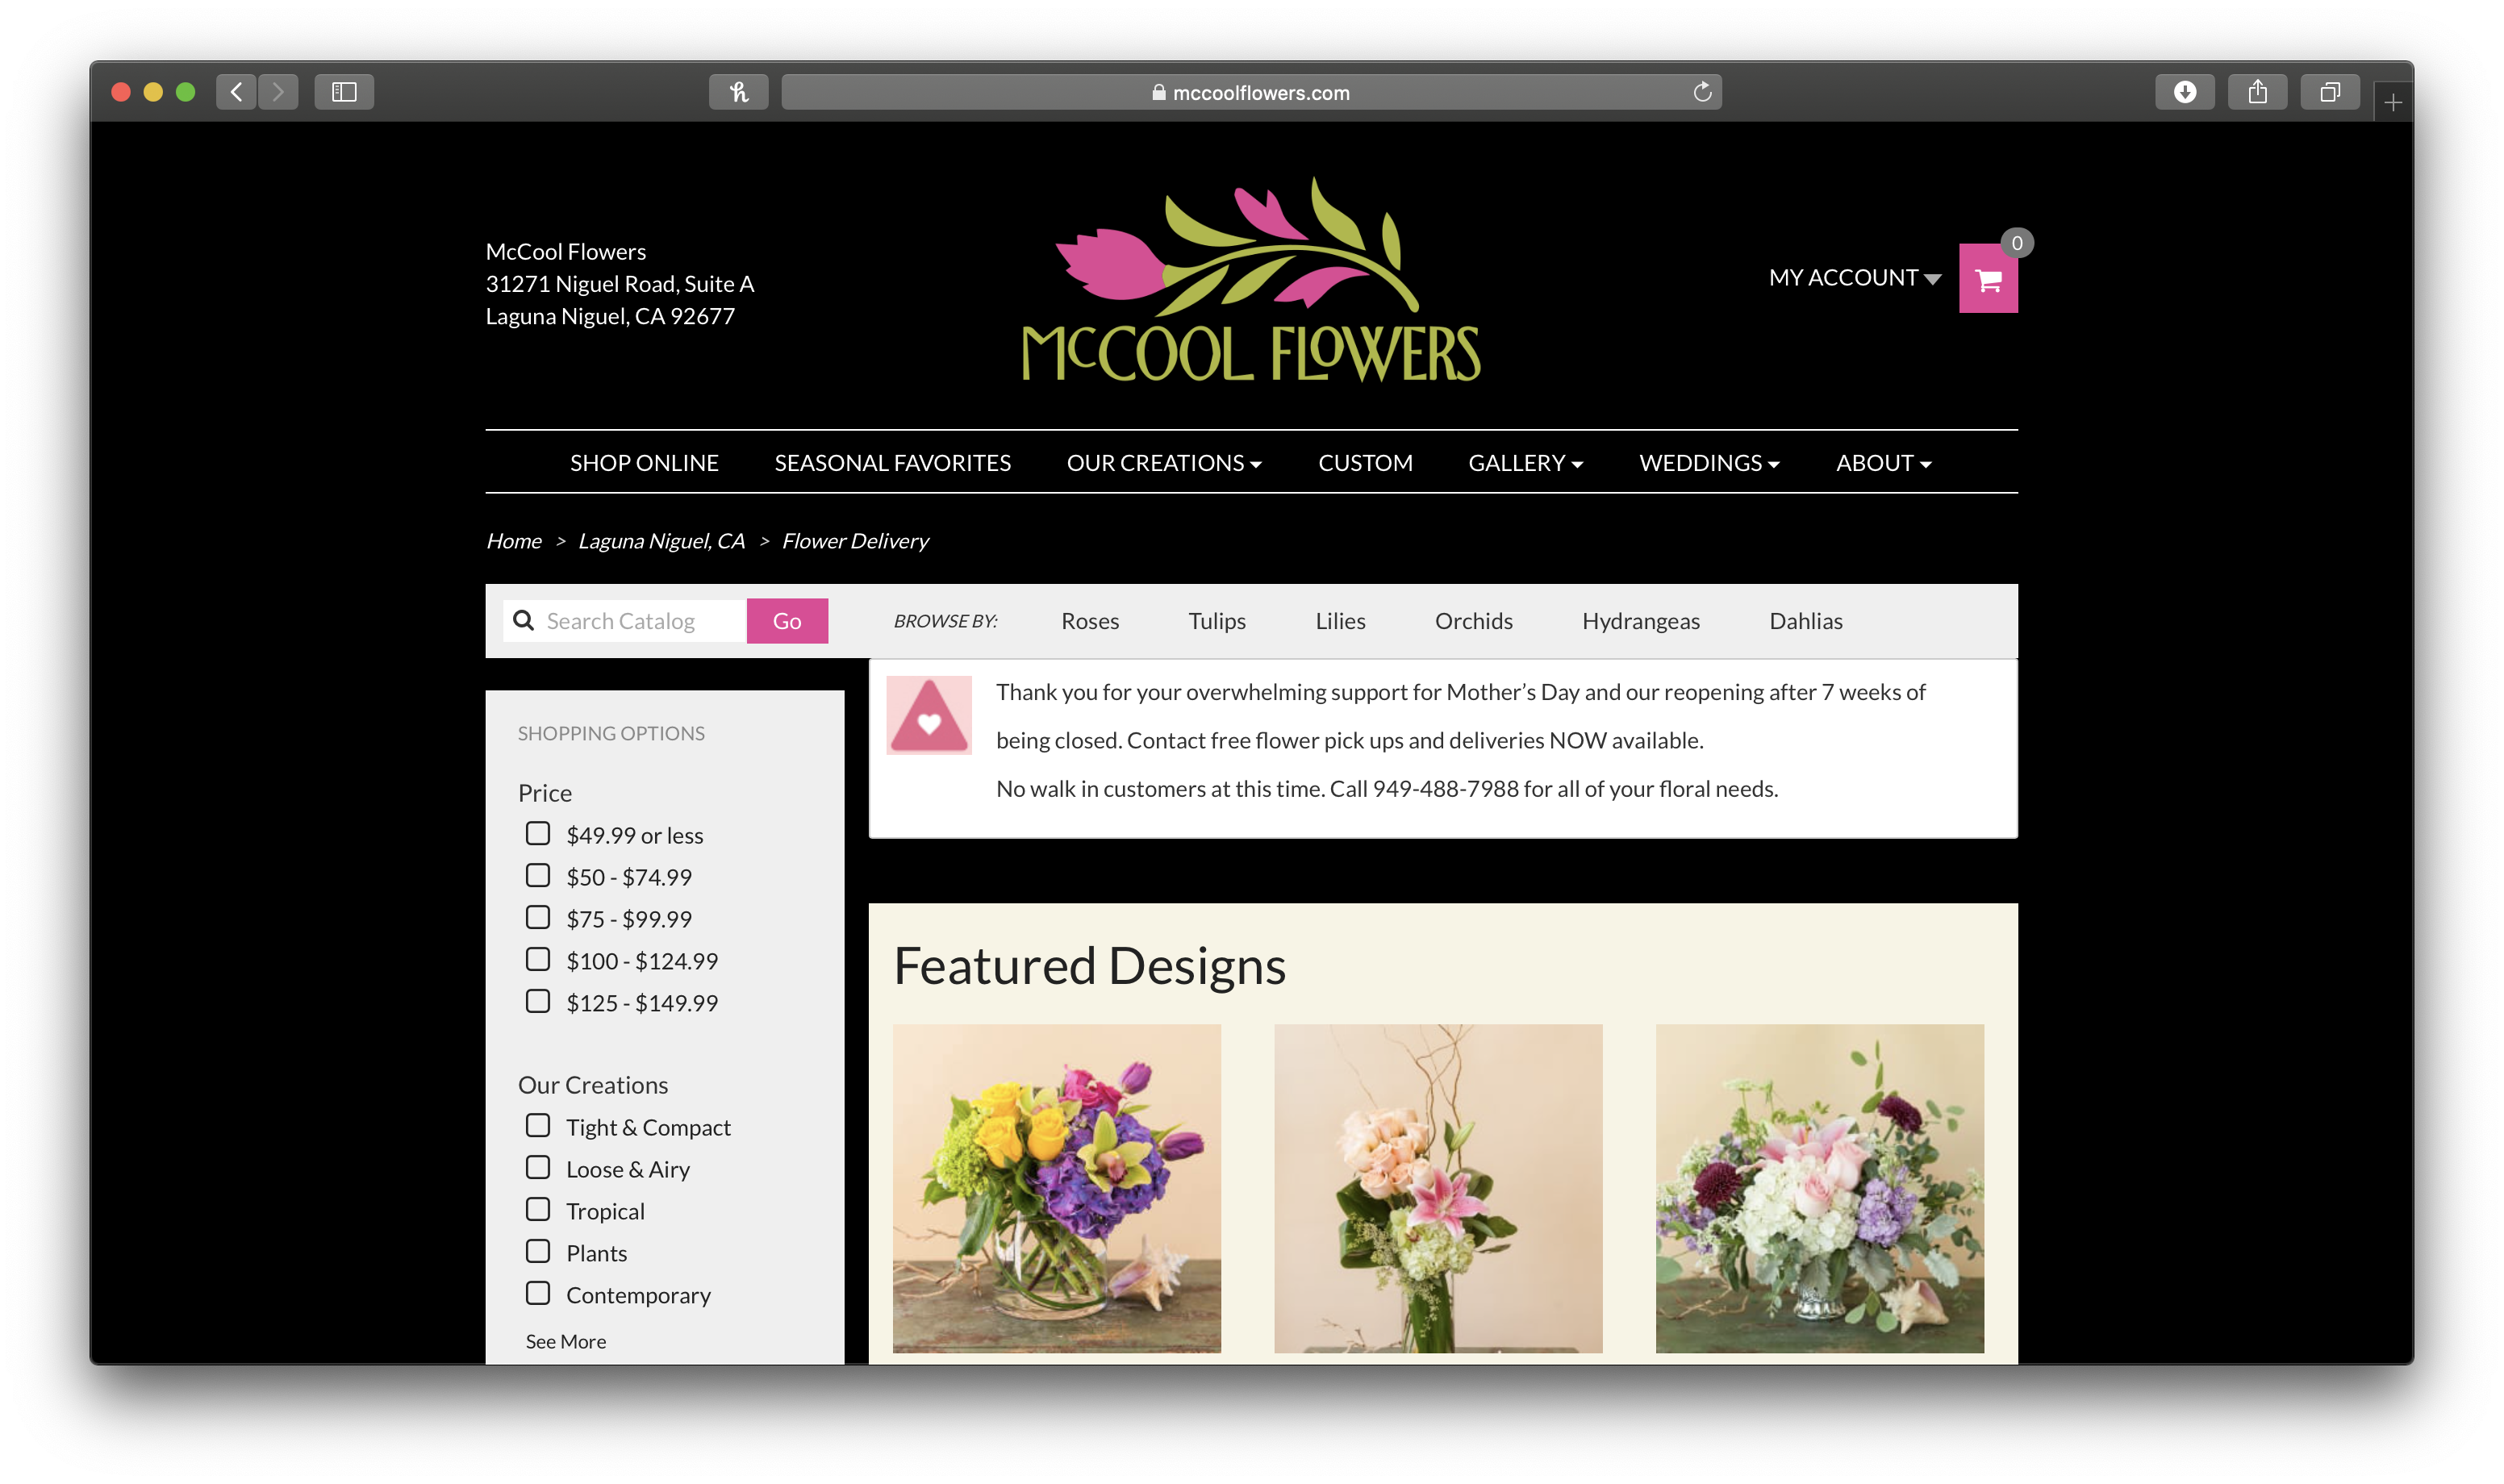 mccoolflowers.com
McCool Flowers
31271 Niguel Road, Suite A
Laguna Niguel, CA 92677
McCOOL FLOWERS
MY ACCOUNT
0
SHOP ONLINE SEASONAL FAVORITES OUR CREATIONS CUSTOM GALLERY WEDDINGS ABOUT
Home > Laguna Niguel, CA > Flower Delivery
Search Catalog Go BROWSE BY: Roses Tulips Lilies Orchids Hydrangeas Dahlias
Thank you for your overwhelming support for Mother’s Day and our reopening after 7 weeks of
being closed. Contact free flower pick ups and deliveries NOW available.
No walk in customers at this time. Call 949-488-7988 for all of your floral needs.
SHOPPING OPTIONS
Price
$49.99 or less
$50 - $74.99
$75 - $99.99
$100 - $124.99
$125 - $149.99
Our Creations
Tight & Compact
Loose & Airy
Tropical
Plants
Contemporary
See More
Featured Designs